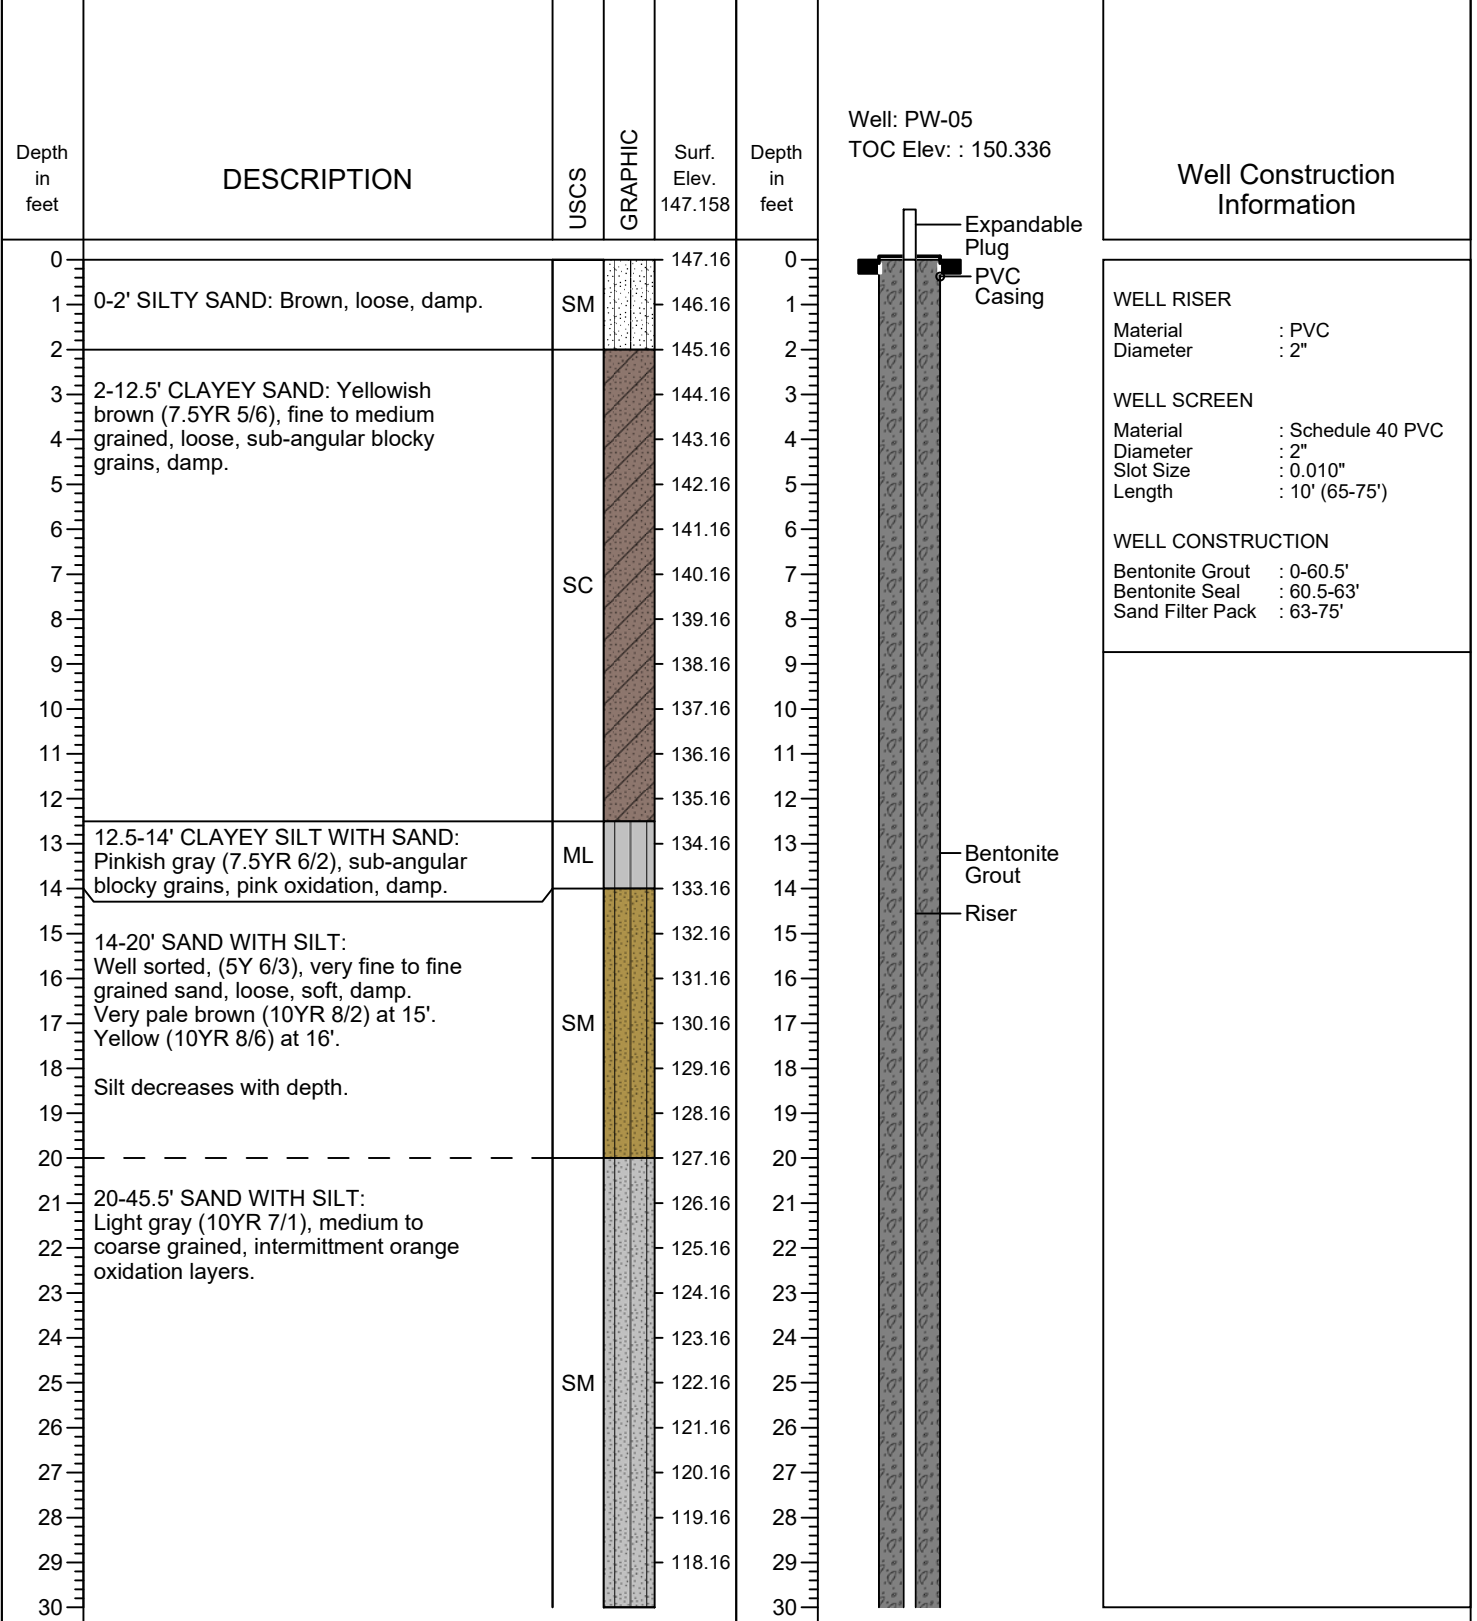 Depth
in
feet
DESCRIPTION
USCS
GRAPHIC
Surf.
Elev.
147.158
Depth
in
feet
Well: PW-05
TOC Elev: : 150.336
Well Construction
Information
Expandable
Plug
PVC
Casing
Bentonite
Grout
Riser
0
1
2
3
4
5
6
7
8
9
10
11
12
13
14
15
16
17
18
19
20
21
22
23
24
25
26
27
28
29
30
0-2' SILTY SAND: Brown, loose, damp.
2-12.5' CLAYEY SAND: Yellowish
brown (7.5YR 5/6), fine to medium
grained, loose, sub-angular blocky
grains, damp.
12.5-14' CLAYEY SILT WITH SAND:
Pinkish gray (7.5YR 6/2), sub-angular
blocky grains, pink oxidation, damp.
14-20' SAND WITH SILT:
Well sorted, (5Y 6/3), very fine to fine
grained sand, loose, soft, damp.
Very pale brown (10YR 8/2) at 15'.
Yellow (10YR 8/6) at 16'.
Silt decreases with depth.
20-45.5' SAND WITH SILT:
Light gray (10YR 7/1), medium to
coarse grained, intermittment orange
oxidation layers.
SM
SC
ML
SM
SM
147.16
146.16
145.16
144.16
143.16
142.16
141.16
140.16
139.16
138.16
137.16
136.16
135.16
134.16
133.16
132.16
131.16
130.16
129.16
128.16
127.16
126.16
125.16
124.16
123.16
122.16
121.16
120.16
119.16
118.16
0
1
2
3
4
5
6
7
8
9
10
11
12
13
14
15
16
17
18
19
20
21
22
23
24
25
26
27
28
29
30
WELL RISER
Material : PVC
Diameter : 2"
WELL SCREEN
Material : Schedule 40 PVC
Diameter : 2"
Slot Size : 0.010"
Length : 10' (65-75')
WELL CONSTRUCTION
Bentonite Grout : 0-60.5'
Bentonite Seal : 60.5-63'
Sand Filter Pack : 63-75'